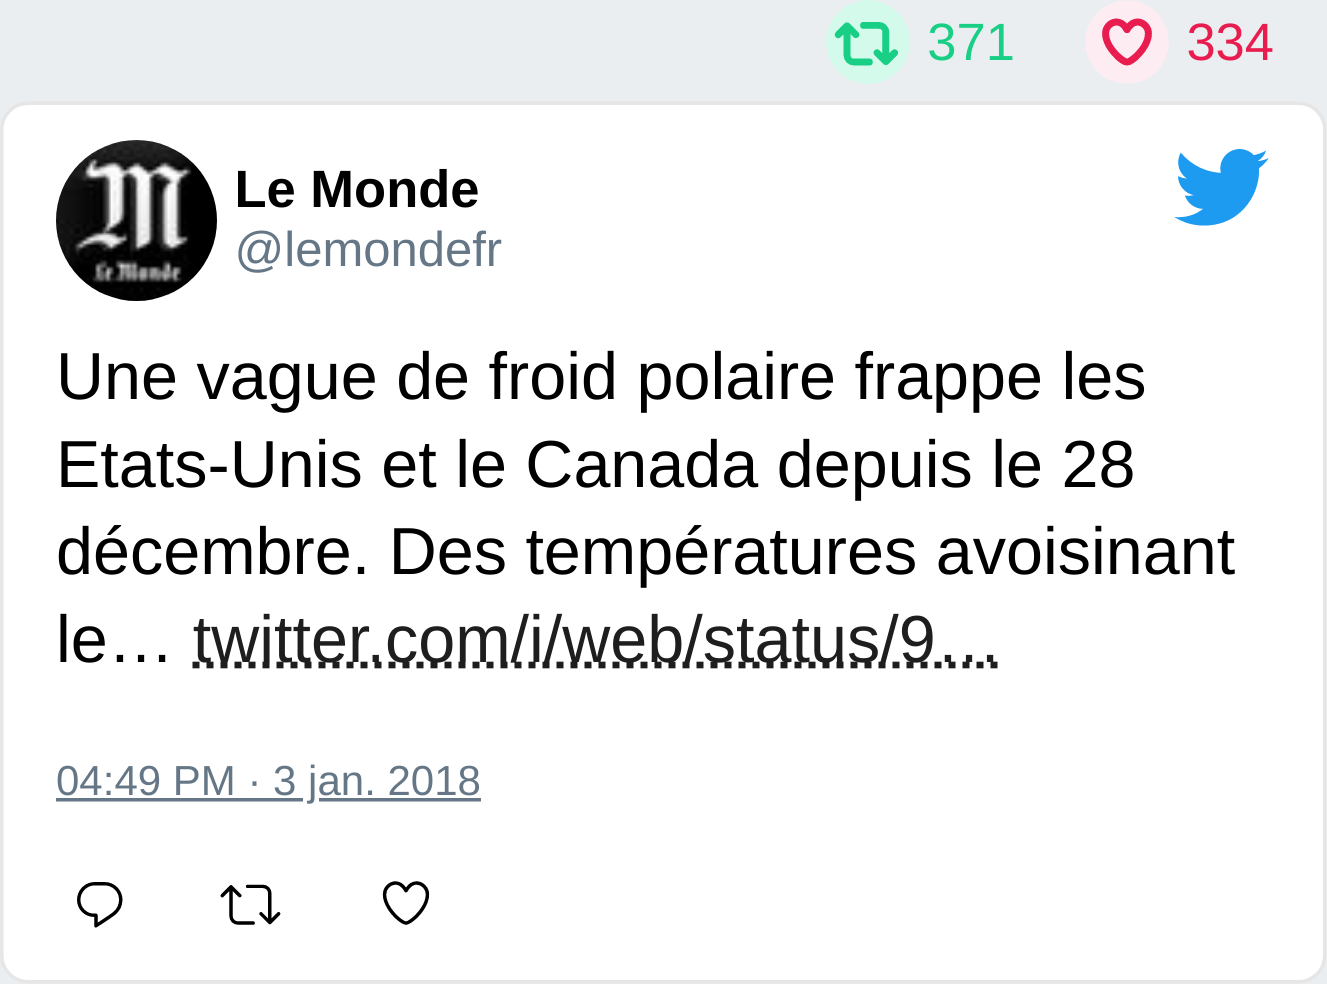 371 334
Le Monde
Le Monde
@lemondefr
Une vague de froid polaire frappe les
Etats-Unis et le Canada depuis le 28
décembre. Des températures avoisinant
le… twitter.com/i/web/status/9…
04:49 PM · 3 jan. 2018